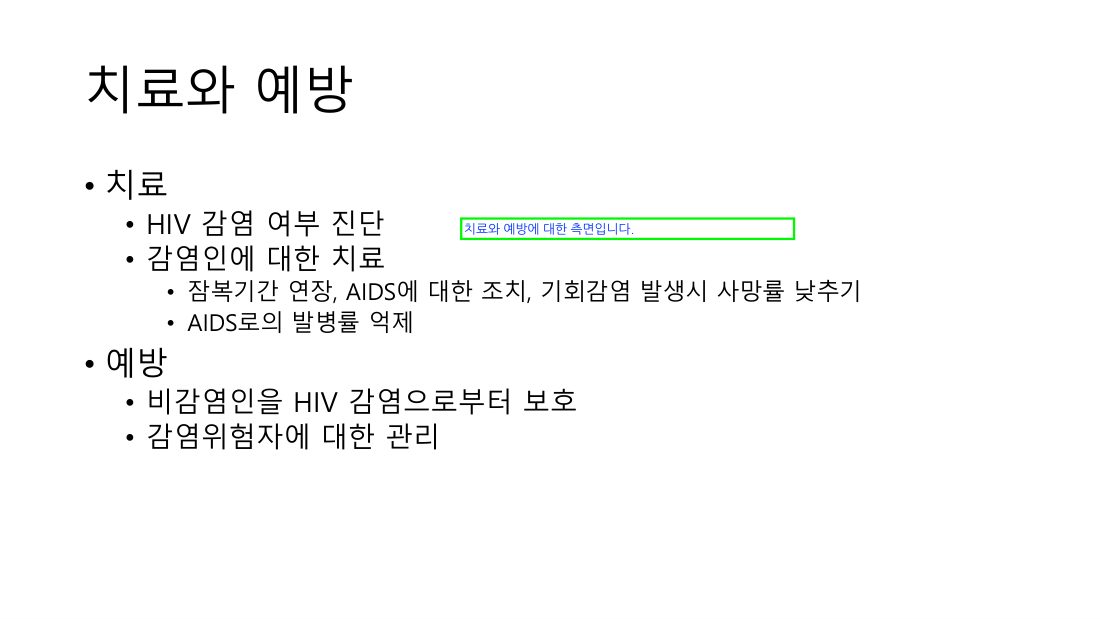 치료와 예방
• 치료
• HIV 감염 여부 진단
치료와 예방에 대한 측면입니다.
• 감염인에 대한 치료
• 잠복기간 연장, AIDS에 대한 조치, 기회감염 발생시 사망률 낮추기
• AIDS로의 발병률 억제
• 예방
• 비감염인을 HIV 감염으로부터 보호
• 감염위험자에 대한 관리